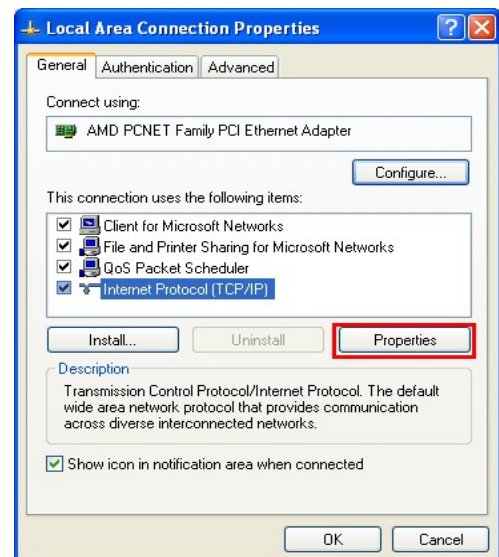 Local Area Connection Properties
General Authentication Advanced
Connect using:
AMD PCNET Family PCI Ethernet Adapter
Configure...
This connection uses the following items:
Client for Microsoft Networks
File and Printer Sharing for Microsoft Networks
QoS Packet Scheduler
Internet Protocol (TCP/IP)
Install... Uninstall Properties
Description
Transmission Control Protocol/Internet Protocol. The default
wide area network protocol that provides communication
across diverse interconnected networks.
Show icon in notification area when connected
OK Cancel